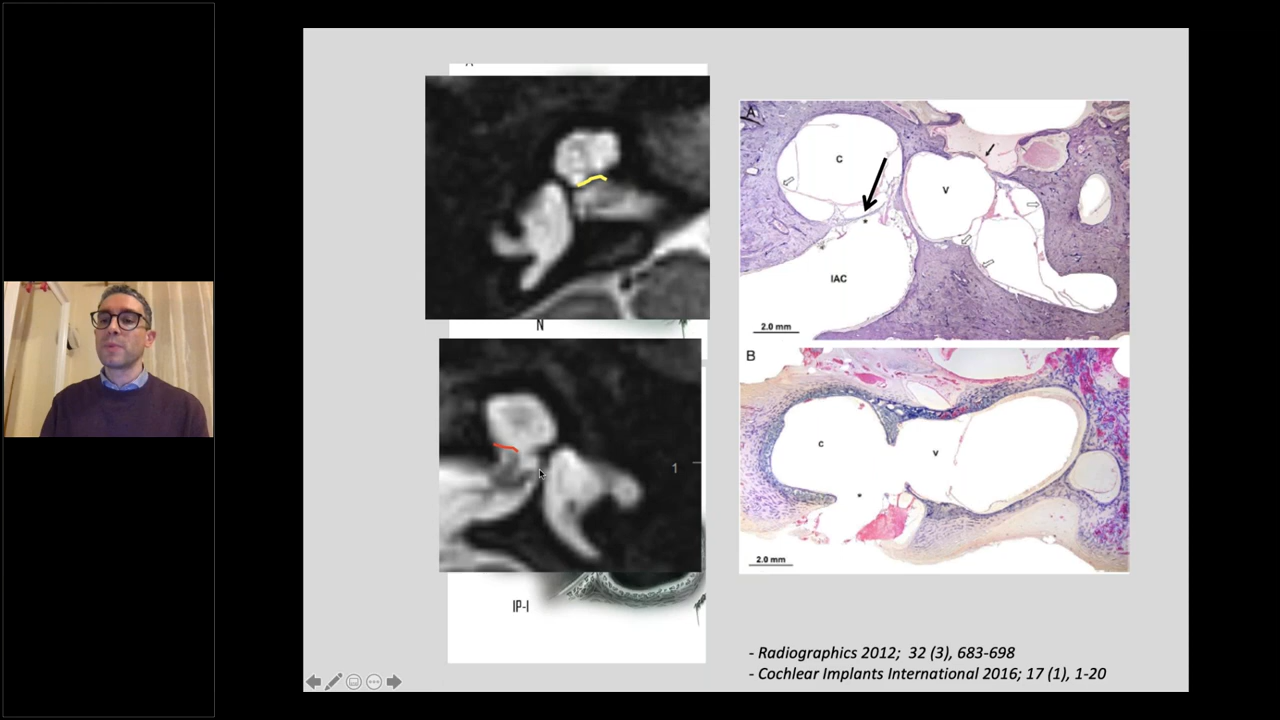 N
1
IP-I
A
C
V
*
IAC
2.0 mm
B
C
V
*
2.0 mm
- Radiographics 2012; 32 (3), 683-698
- Cochlear Implants International 2016; 17 (1), 1-20